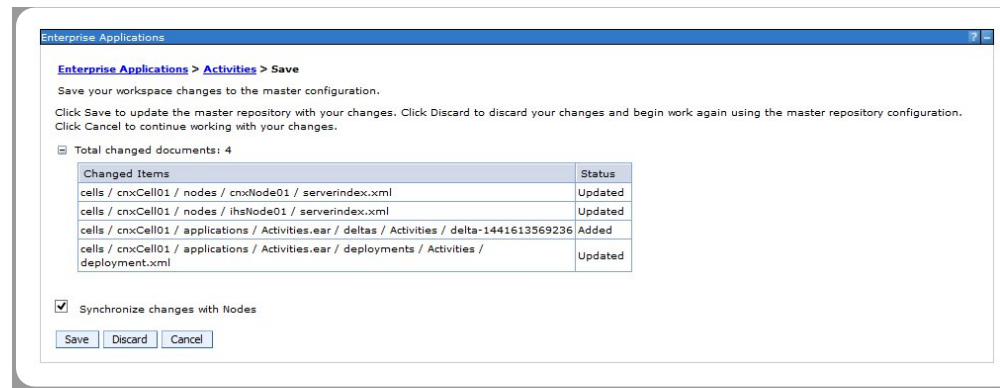 Enterprise Applications ? –
Enterprise Applications > Activities > Save
Save your workspace changes to the master configuration.
Click Save to update the master repository with your changes. Click Discard to discard your changes and begin work again using the master repository configuration.
Click Cancel to continue working with your changes.
Total changed documents: 4
Changed Items Status
cells / cnxCell01 / nodes / cnxNode01 / serverindex.xml Updated
cells / cnxCell01 / nodes / ihsNode01 / serverindex.xml Updated
cells / cnxCell01 / applications / Activities.ear / deltas / Activities / delta-1441613569236 Added
cells / cnxCell01 / applications / Activities.ear / deployments / Activities /
deployment.xml Updated
Synchronize changes with Nodes
Save Discard Cancel